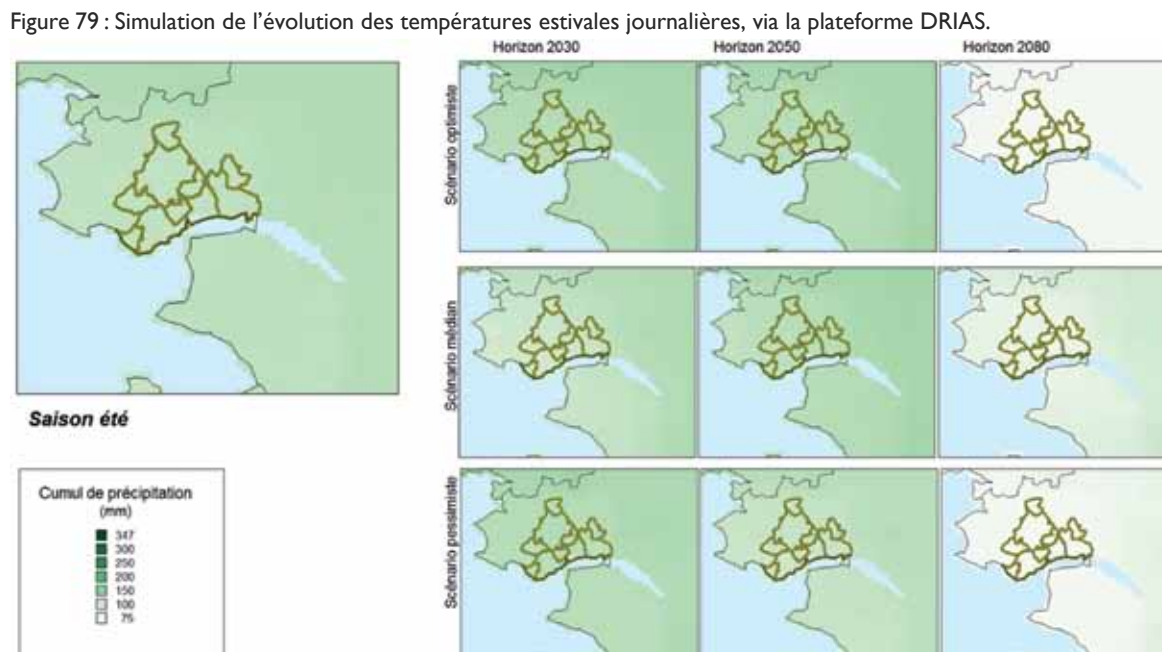 Figure 79 : Simulation de l’évolution des températures estivales journalières, via la plateforme DRIAS.
Horizon 2030
Horizon 2050
Horizon 2080
Scénario optimiste
Scénario médian
Scénario pessimiste
Saison été
Cumul de précipitation
(mm)
347
300
250
200
150
100
75